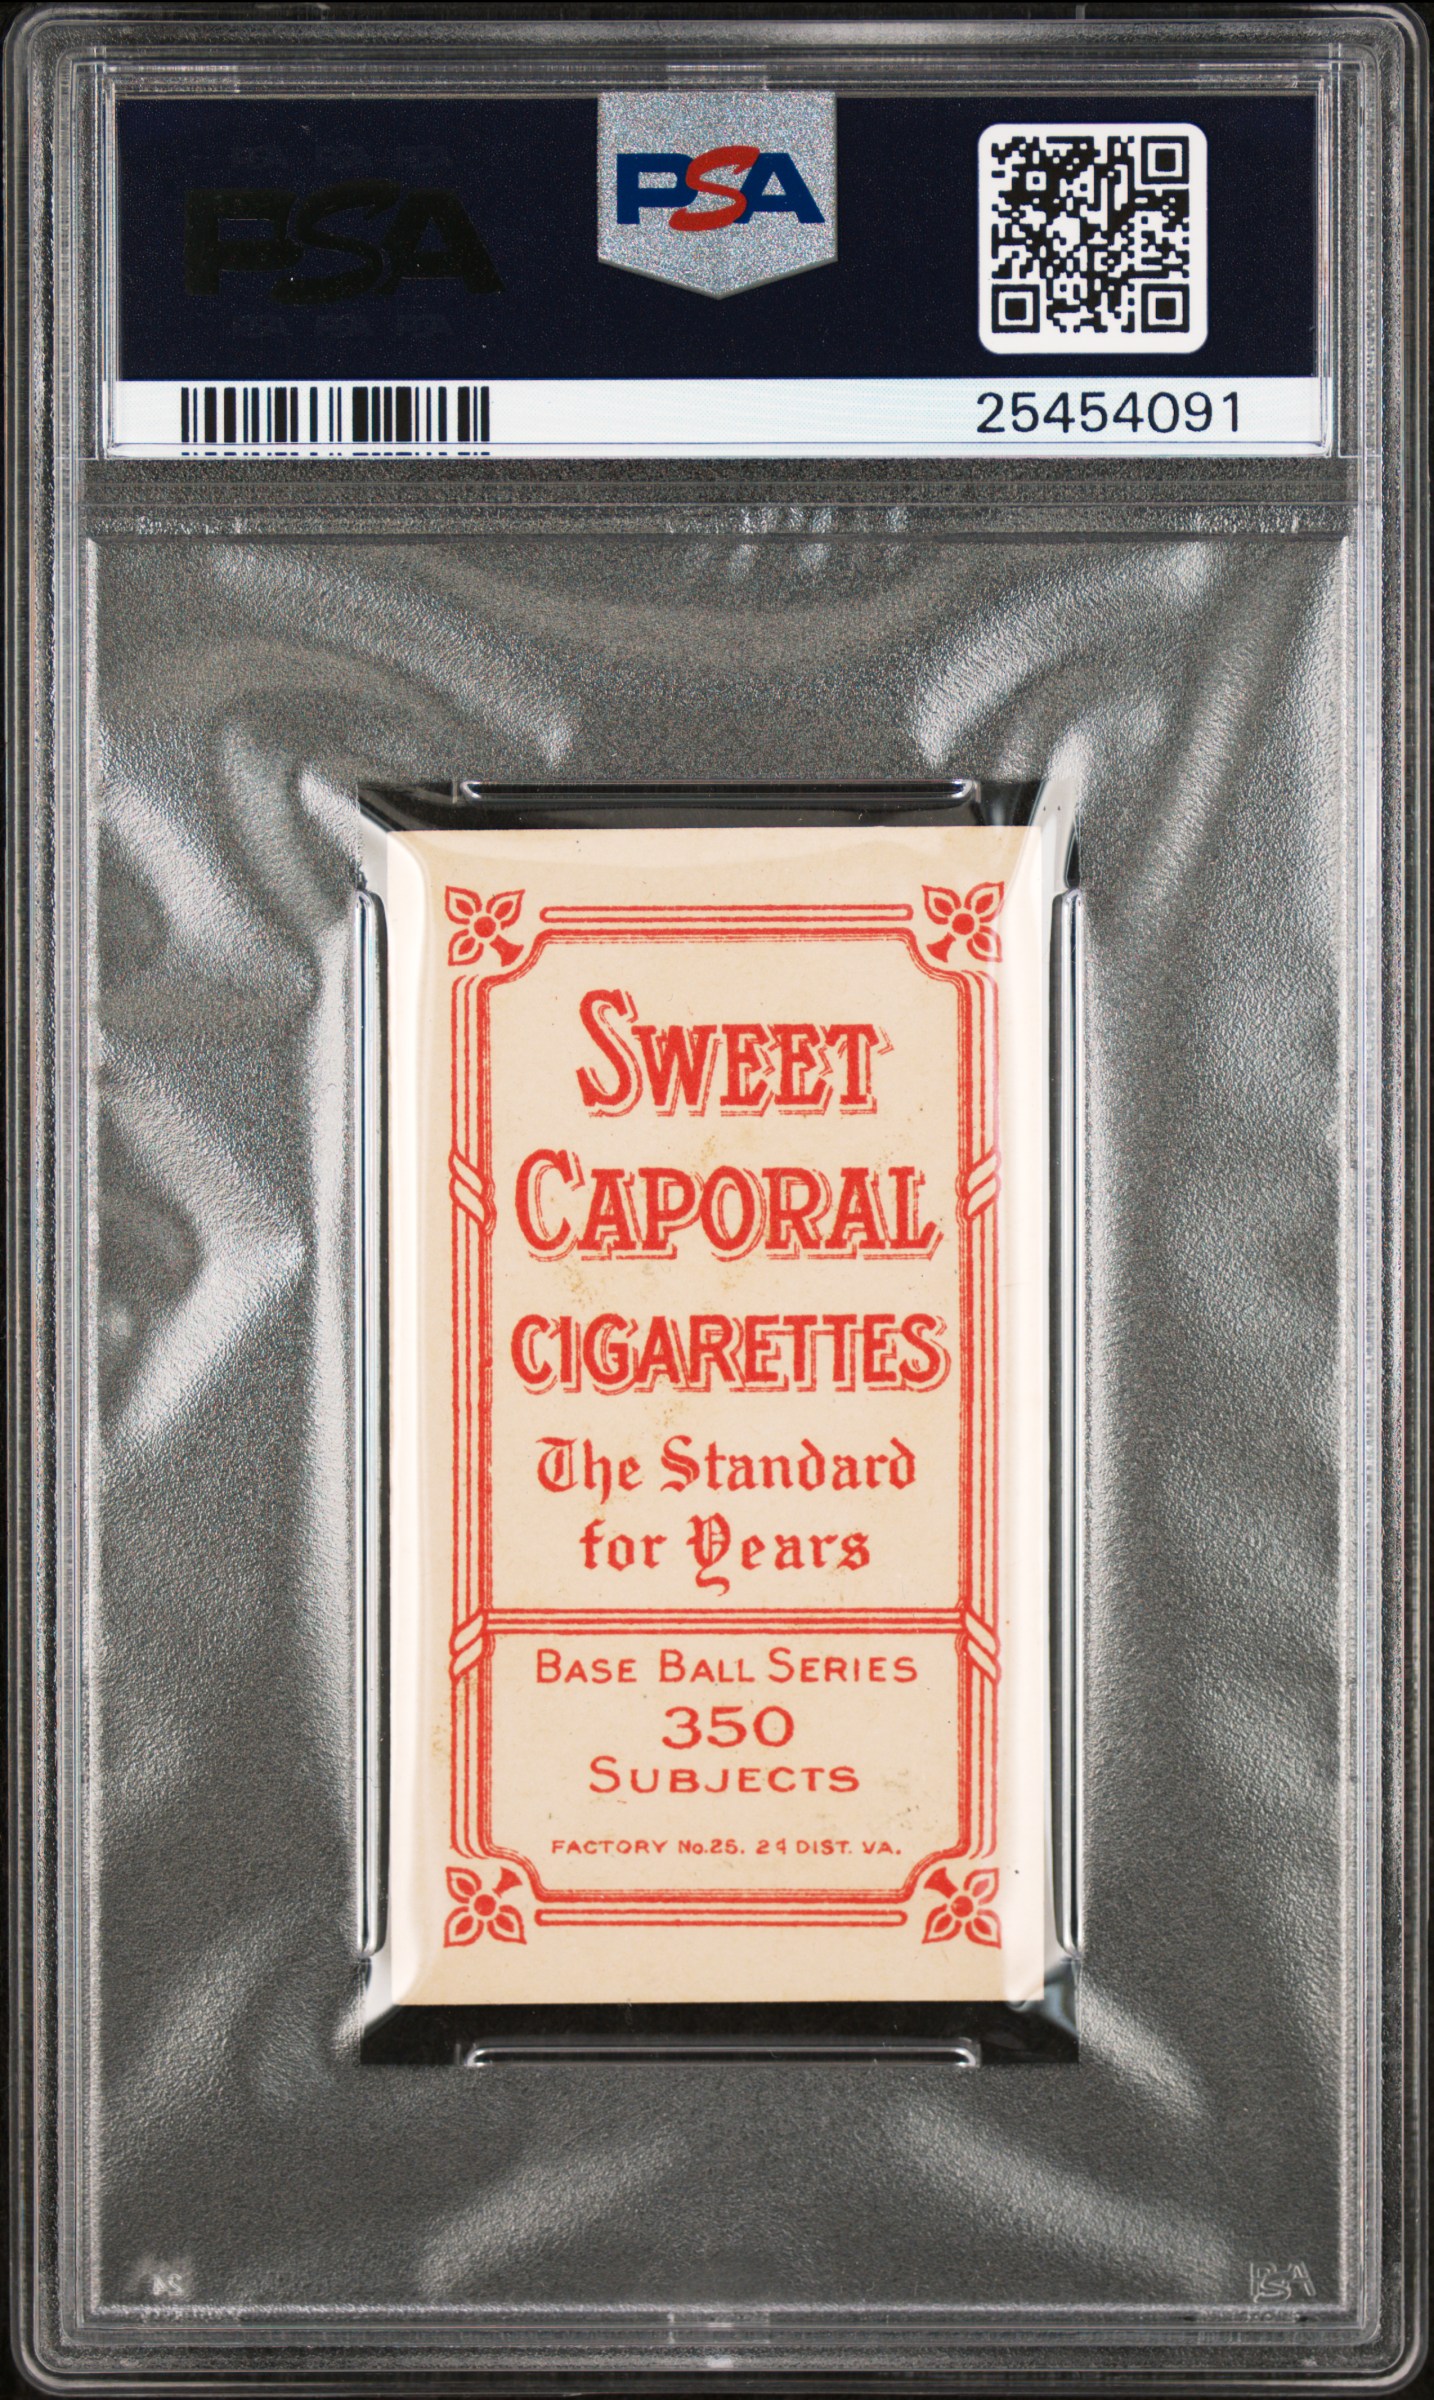 PSA
PSA
25454091
SWEET
CAPORAL
CIGARETTES
The Standard
for Years
BASE BALL SERIES
350
SUBJECTS
FACTORY No. 25. 2d DIST. VA.
PSA